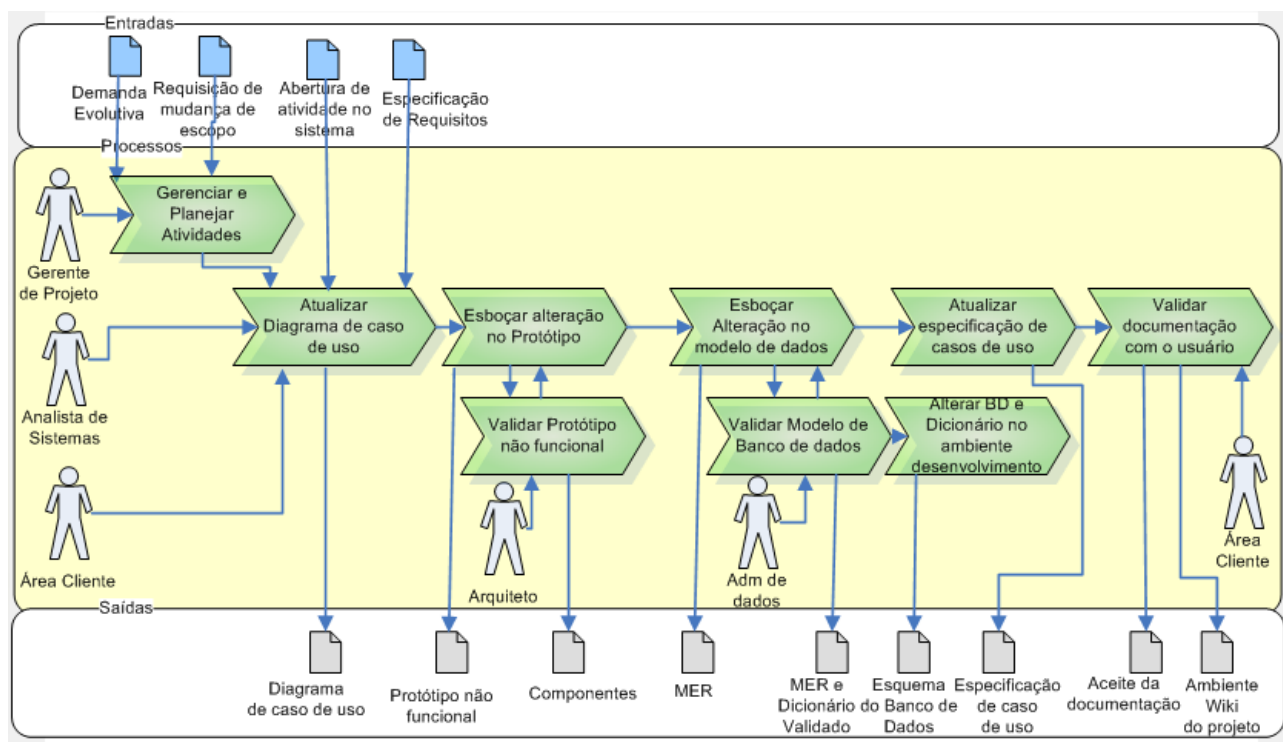 Entradas
Demanda
Evolutiva
Requisição de
mudança de
escopo
Abertura de
atividade no
sistema
Especificação
de Requisitos
Processos
Gerenciar e
Planejar
Atividades
Gerente
de Projeto
Atualizar
Diagrama de caso
de uso
Esboçar alteração
no Protótipo
Esboçar
Alteração no
modelo de dados
Atualizar
especificação de
casos de uso
Validar
documentação
com o usuário
Analista de
Sistemas
Validar Protótipo
não funcional
Validar Modelo de
Banco de dados
Alterar BD e
Dicionário no
ambiente
desenvolvimento
Área Cliente
Arquiteto
Adm de
dados
Área
Cliente
Saídas
Diagrama
de caso de uso
Protótipo não
funcional
Componentes
MER
MER e
Dicionário do
Validado
Esquema
Banco de
Dados
Especificação
de caso
de uso
Aceite da
documentação
Ambiente
Wiki
do projeto